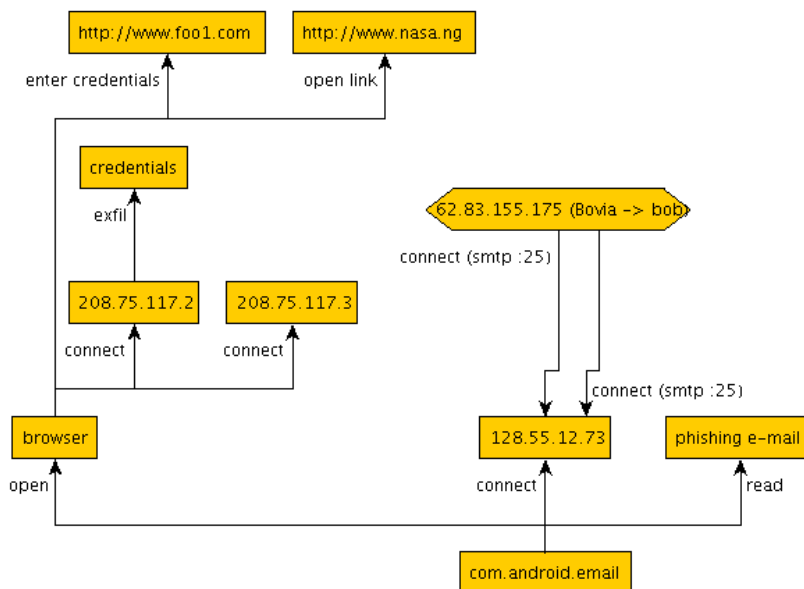 http://www.foo1.com
http://www.nasa.ng
enter credentials
open link
credentials
exfil
62.83.155.175 (Bovia -> bob)
connect (smtp :25)
208.75.117.2
208.75.117.3
connect
connect
connect (smtp :25)
browser
128.55.12.73
phishing e-mail
open
connect
read
com.android.email